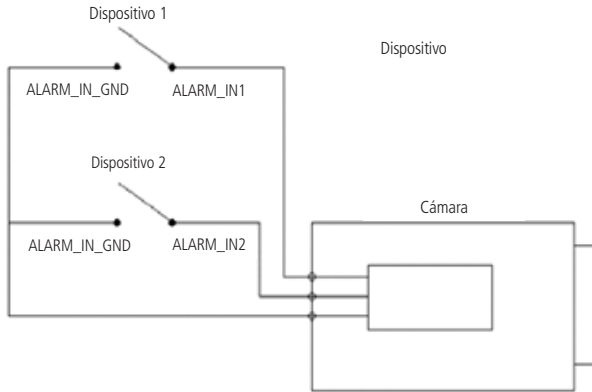 Dispositivo 1
Dispositivo
ALARM_IN_GND
ALARM_IN1
Dispositivo 2
ALARM_IN_GND
ALARM_IN2
Cámara